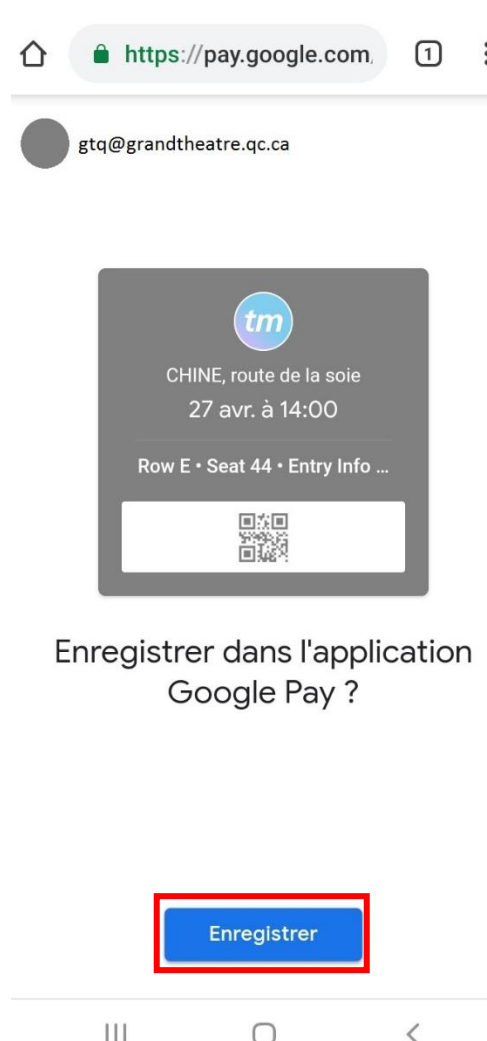 https://pay.google.com/
1
gtq@grandtheatre.qc.ca
tm
CHINE, route de la soie
27 avr. à 14:00
Row E • Seat 44 • Entry Info ...
Enregistrer dans l'application
Google Pay ?
Enregistrer